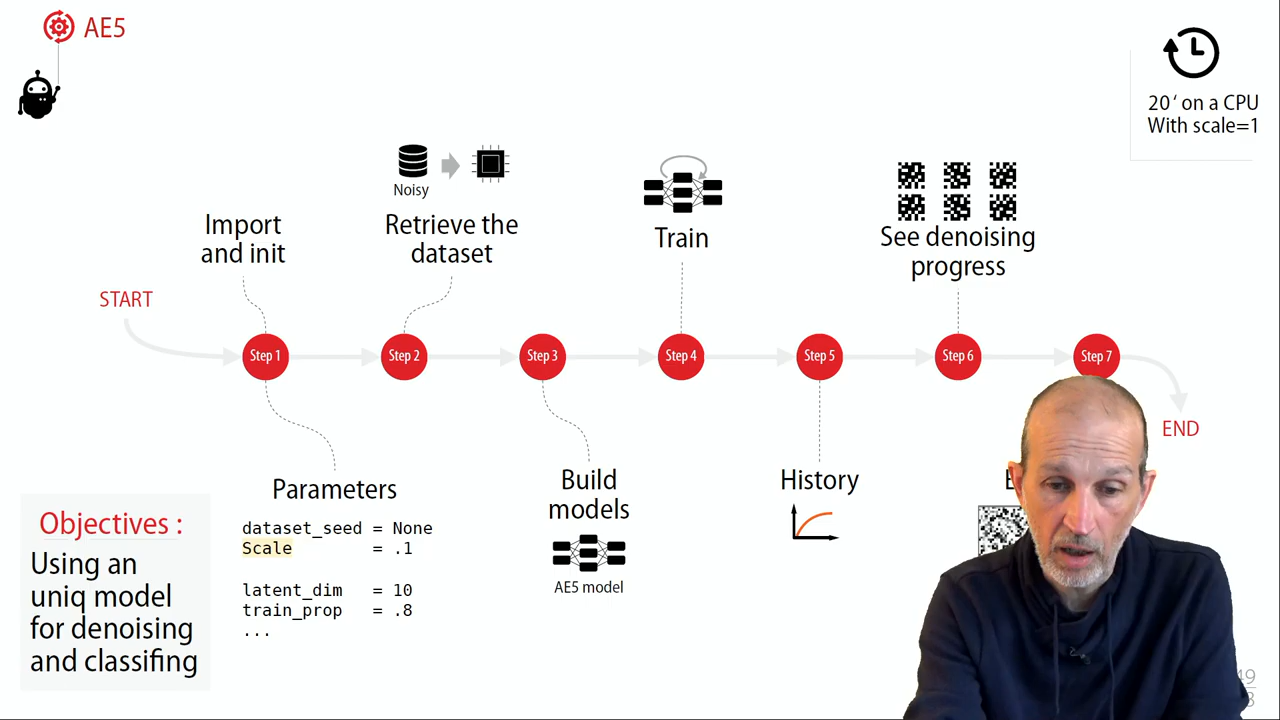 AE5
20‘ on a CPU
With scale=1
Noisy
Import
and init
Retrieve the
dataset
Train
See denoising
progress
START
Step 1
Step 2
Step 3
Step 4
Step 5
Step 6
Step 7
END
Parameters
dataset_seed = None
Scale = .1
latent_dim = 10
train_prop = .8
...
Build
models
AE5 model
History
Objectives :
Using an
uniq model
for denoising
and classifing